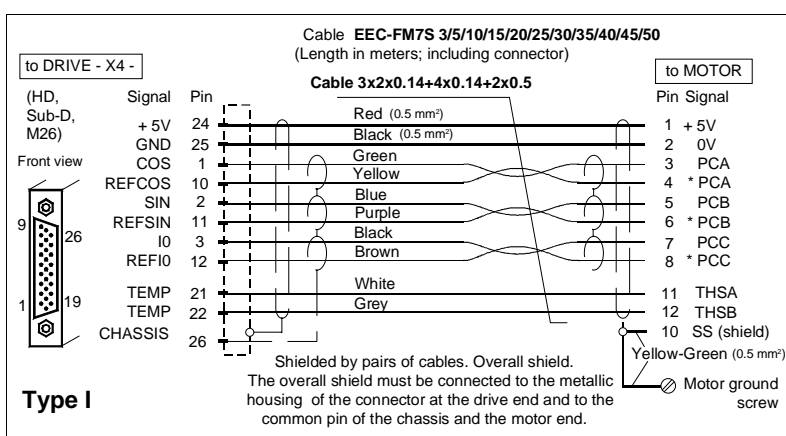 Cable EEC-FM7S 3/5/10/15/20/25/30/35/40/45/50
(Length in meters; including connector)
to DRIVE - X4 -
Cable 3x2x0.14+4x0.14+2x0.5
to MOTOR
(HD,
Sub-D,
M26)
Front view
9
26
1
19
Signal Pin
+ 5V 24
GND 25
COS 1
REFCOS 10
SIN 2
REFSIN 11
I0 3
REFI0 12
TEMP 21
TEMP 22
CHASSIS
26
Red (0.5 mm²)
Black (0.5 mm²)
Green
Yellow
Blue
Purple
Black
Brown
White
Grey
Pin Signal
1 + 5V
2 0V
3 PCA
4 * PCA
5 PCB
6 * PCB
7 PCC
8 * PCC
11 THSA
12 THSB
10 SS (shield)
Yellow-Green (0.5 mm²)
Motor ground
screw
Shielded by pairs of cables. Overall shield.
The overall shield must be connected to the metallic
housing of the connector at the drive end and to the
common pin of the chassis and the motor end.
Type I